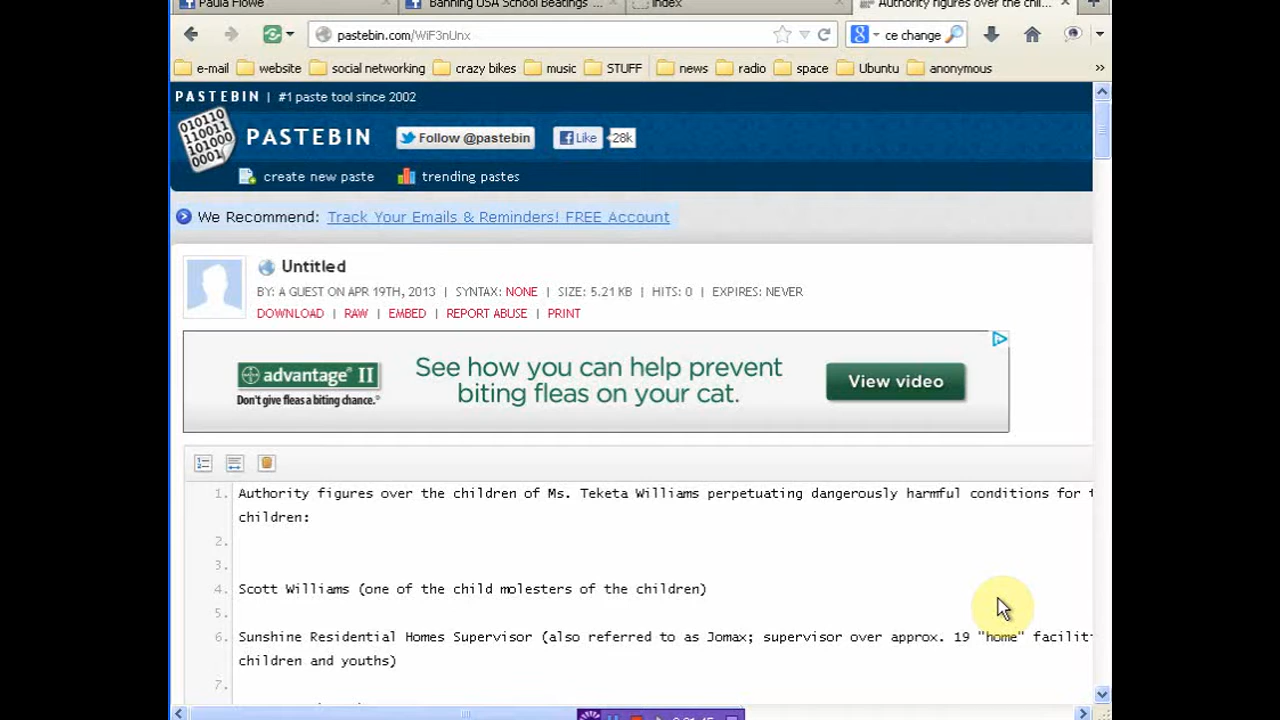 Paula Flowe
Banning USA School Beatings ...
Index
Authority figures over the chil...
pastebin.com/WiF3nUnx
ce change
e-mail website social networking crazy bikes music STUFF news radio space Ubuntu anonymous »
PASTEBIN | #1 paste tool since 2002
010110
110011
101000
0001
PASTEBIN Follow @pastebin Like 28k
create new paste trending pastes
We Recommend: Track Your Emails & Reminders! FREE Account
Untitled
BY: A GUEST ON APR 19TH, 2013 | SYNTAX: NONE | SIZE: 5.21 KB | HITS: 0 | EXPIRES: NEVER
DOWNLOAD | RAW | EMBED | REPORT ABUSE | PRINT
advantage® II
Don't give fleas a biting chance.®
See how you can help prevent
biting fleas on your cat.
View video
1. Authority figures over the children of Ms. Teketa Williams perpetuating dangerously harmful conditions for
children:
2.
3.
4. Scott Williams (one of the child molesters of the children)
5.
6. Sunshine Residential Homes Supervisor (also referred to as Jomax; supervisor over approx. 19 "home" facilit
children and youths)
7.